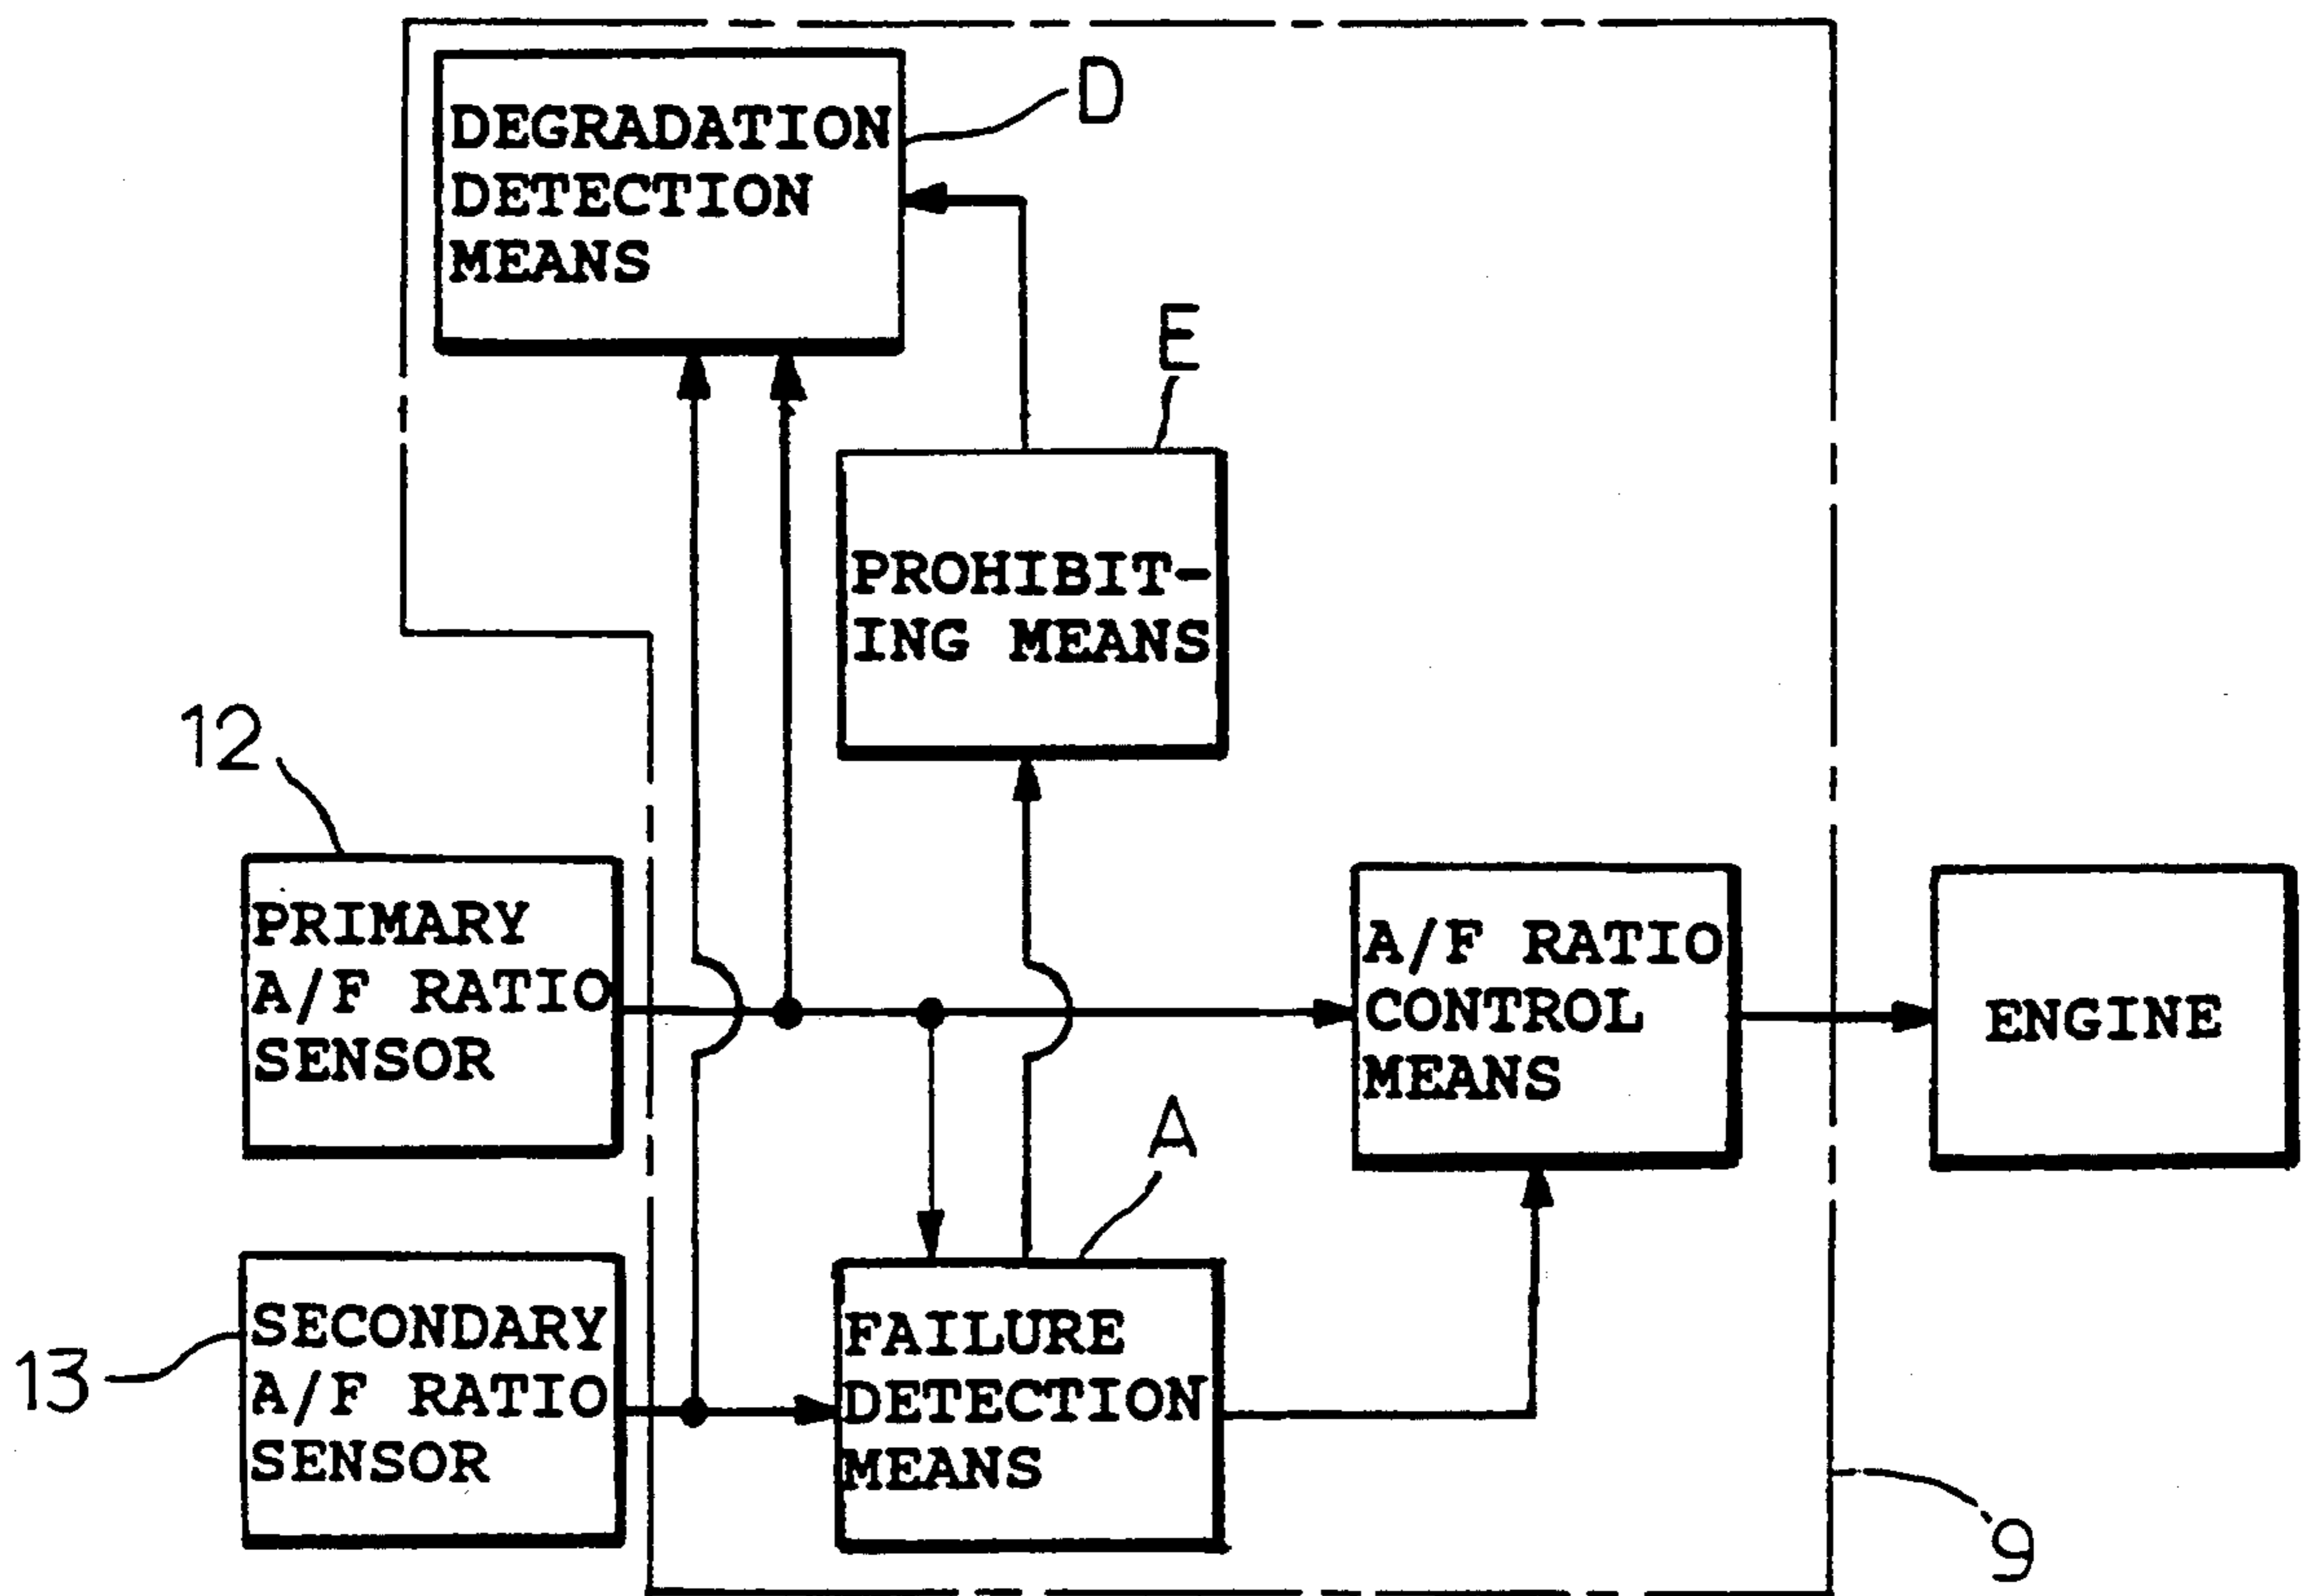 DEGRADATION
DETECTION
MEANS
D
E
PROHIBIT-
ING MEANS
12
PRIMARY
A/F RATIO
SENSOR
A/F RATIO
CONTROL
MEANS
ENGINE
A
13
SECONDARY
A/F RATIO
SENSOR
FAILURE
DETECTION
MEANS
9